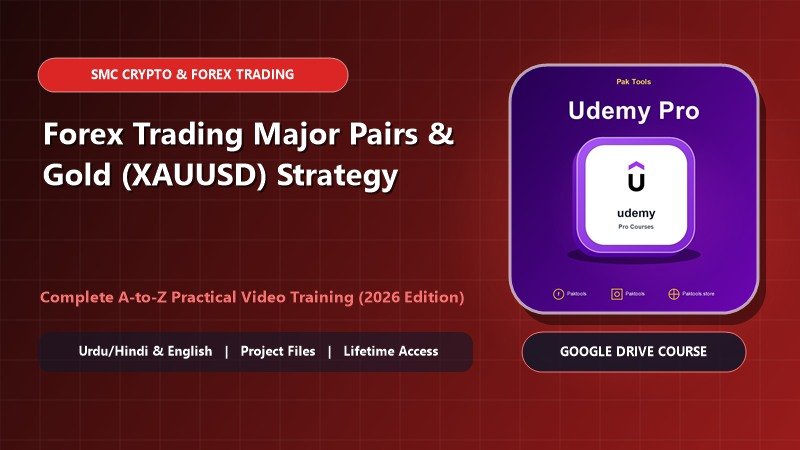 SMC CRYPTO & FOREX TRADING
Forex Trading Major Pairs &
Gold (XAUUSD) Strategy
Complete A-to-Z Practical Video Training (2026 Edition)
Urdu/Hindi & English | Project Files | Lifetime Access
Pak Tools
Udemy Pro
udemy
Pro Courses
Paktools Paktools Paktools.store
GOOGLE DRIVE COURSE